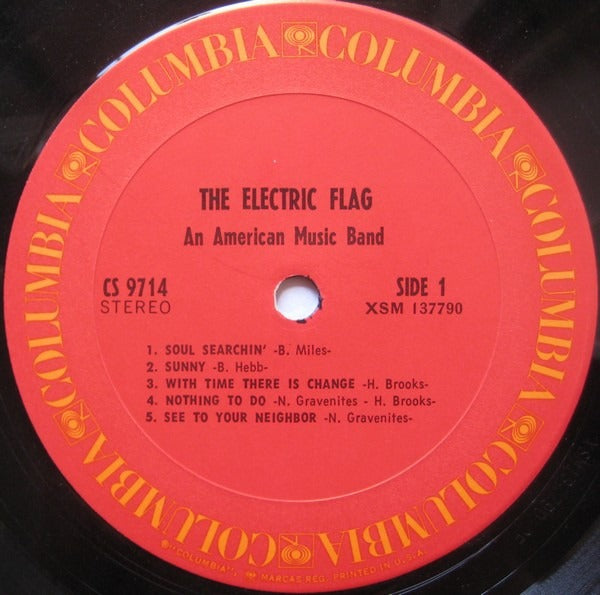 COLUMBIA COLUMBIA COLUMBIA COLUMBIA COLUMBIA COLUMBIA COLUMBIA COLUMBIA COLUMBIA
THE ELECTRIC FLAG
An American Music Band
CS 9714
STEREO
SIDE 1
XSM 137790
1. SOUL SEARCHIN' -B. Miles-
2. SUNNY -B. Hebb-
3. WITH TIME THERE IS CHANGE -H. Brooks-
4. NOTHING TO DO -N. Gravenites - H. Brooks-
5. SEE TO YOUR NEIGHBOR -N. Gravenites-
"COLUMBIA", MARCAS REG. PRINTED IN U.S.A.